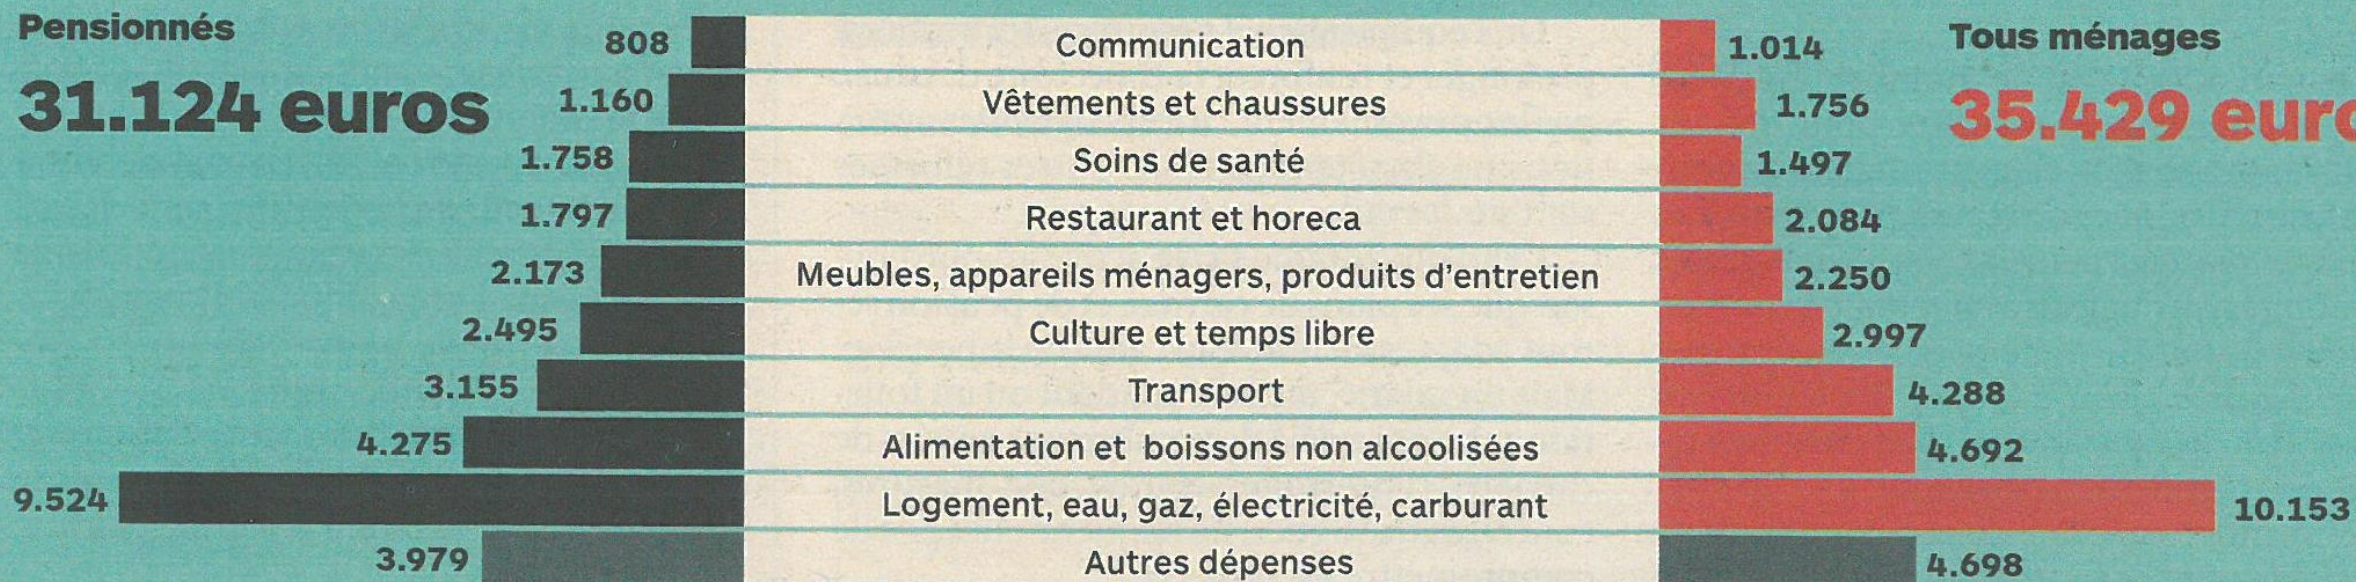 Pensionnés
31.124 euros
Tous ménages
35.429 euro
808 Communication 1.014
1.160 Vêtements et chaussures 1.756
1.758 Soins de santé 1.497
1.797 Restaurant et horeca 2.084
2.173 Meubles, appareils ménagers, produits d'entretien 2.250
2.495 Culture et temps libre 2.997
3.155 Transport 4.288
4.275 Alimentation et boissons non alcoolisées 4.692
9.524 Logement, eau, gaz, électricité, carburant 10.153
3.979 Autres dépenses 4.698